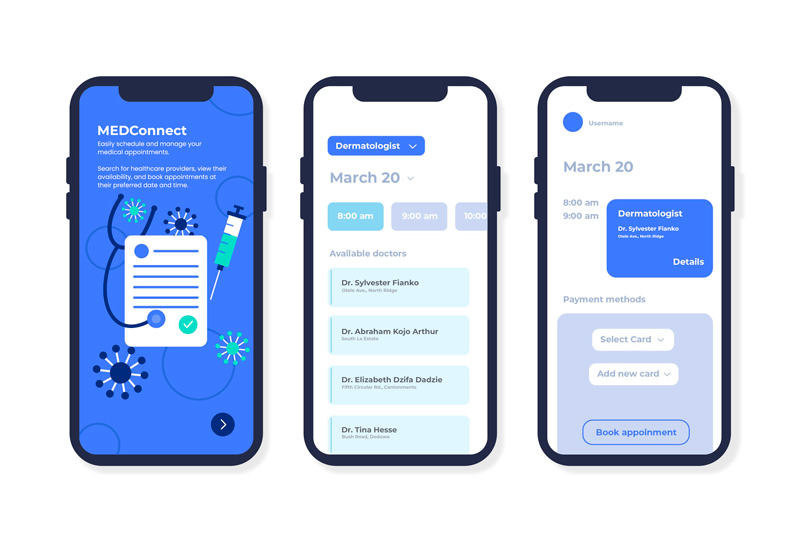 MEDConnect
Easily schedule and manage your
medical appointments.
Search for healthcare providers, view their
availability, and book appointments at
their preferred date and time.
Dermatologist
March 20
8:00 am
9:00 am
10:00
Available doctors
Dr. Sylvester Fianko
Otele Ave., North Ridge
Dr. Abraham Kojo Arthur
South La Estate
Dr. Elizabeth Dzifa Dadzie
Fifth Circular Rd., Cantonments
Dr. Tina Hesse
Bush Road, Dodowa
Username
March 20
8:00 am
9:00 am
Dermatologist
Dr. Sylvester Fianko
Otele Ave., North Ridge
Details
Payment methods
Select Card
Add new card
Book appoinment